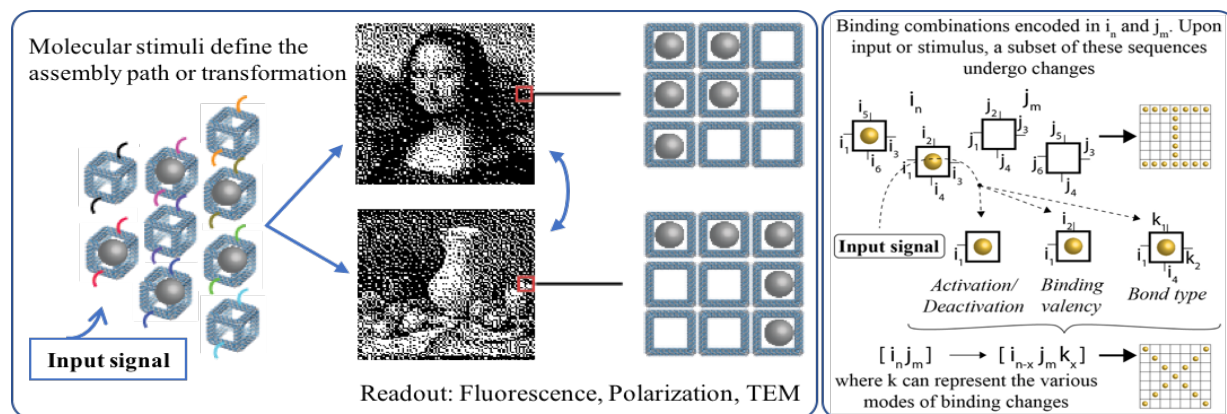 Molecular stimuli define the
assembly path or transformation
Input signal
Readout: Fluorescence, Polarization, TEM
Binding combinations encoded in iₙ and jₘ. Upon
input or stimulus, a subset of these sequences
undergo changes
i₅ iₙ j₂ jₘ
i₁ i₃ i₂ j₁ j₃ j₅
i₆ i₁ i₃ j₄ j₆ j₃
i₄ j₄
Input signal
i₁ i₂ i₁ k₁ k₂ i₄
Activation/ Binding Bond type
Deactivation valency
[ iₙ jₘ ] → [ iₙ₋ₓ jₘ kₓ ]
where k can represent the various
modes of binding changes